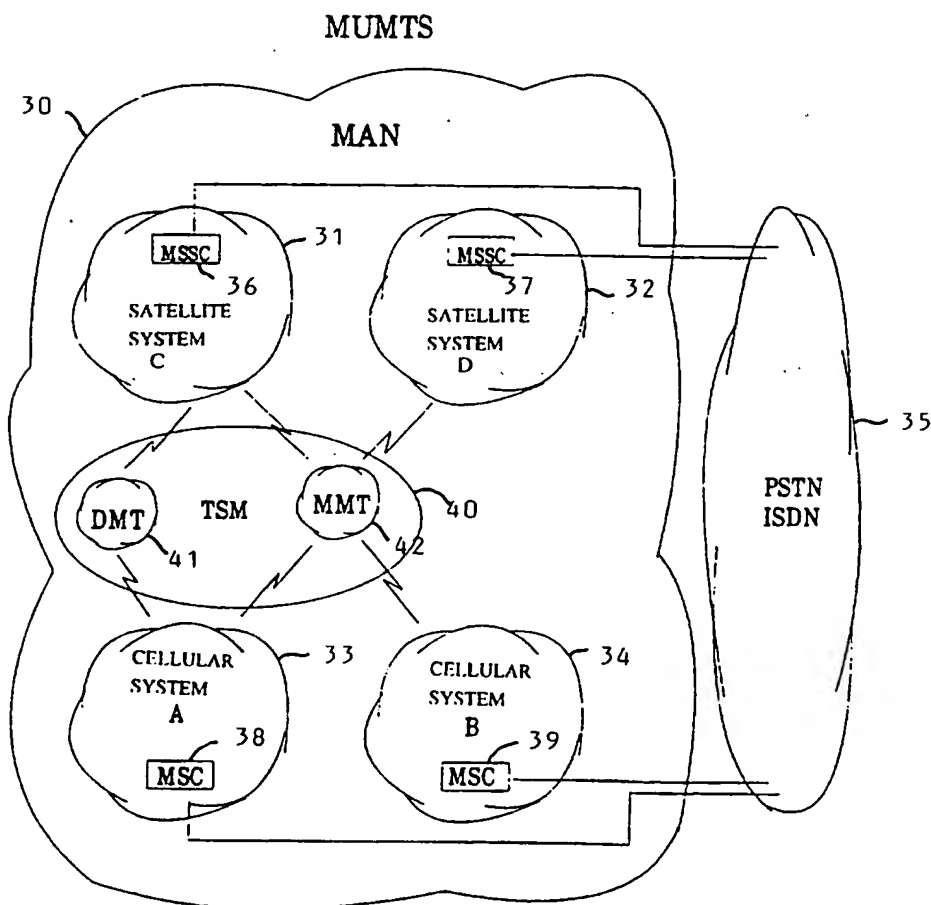 MUMTS
30
MAN
MSSC
31
36
SATELLITE
SYSTEM
C
MSSC
37
32
SATELLITE
SYSTEM
D
35
PSTN
ISDN
DMT
41
TSM
MMT
42
40
CELLULAR
SYSTEM
A
33
38
MSC
CELLULAR
SYSTEM
B
34
39
MSC